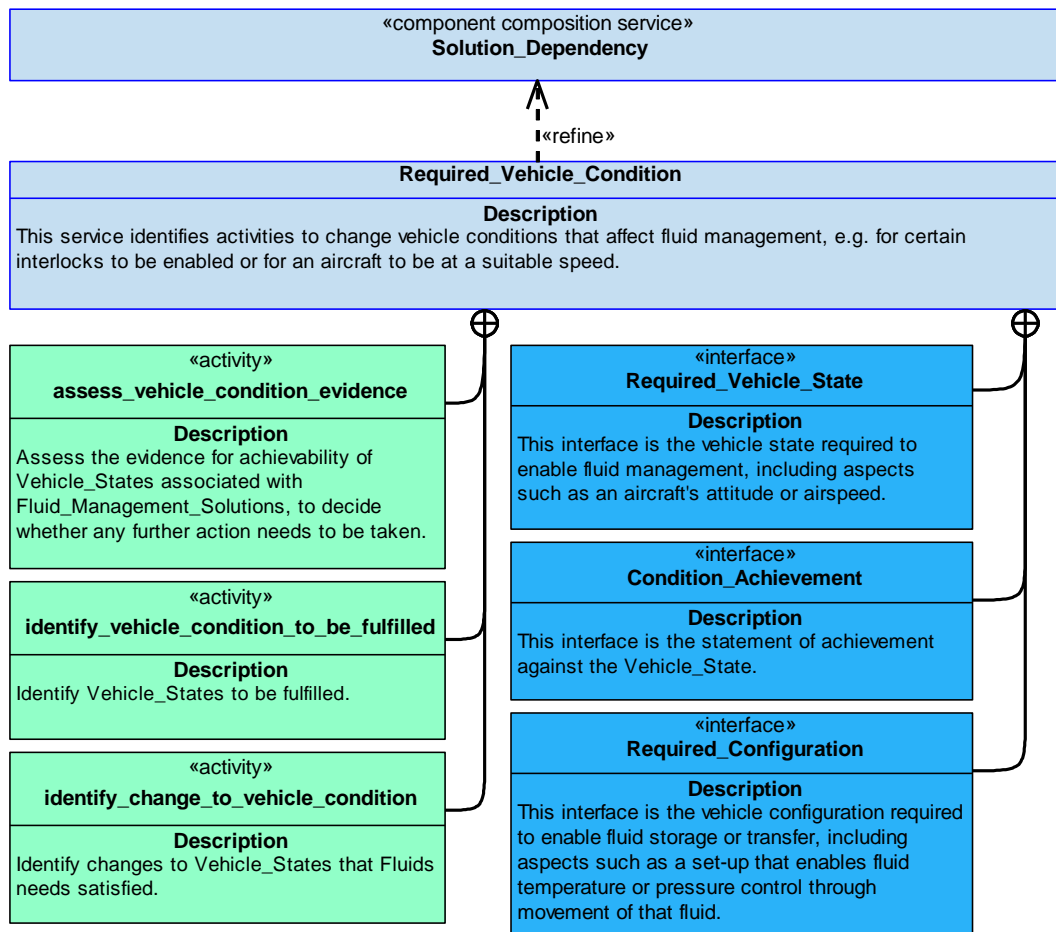 «component composition service»
Solution_Dependency
«refine»
Required_Vehicle_Condition
Description
This service identifies activities to change vehicle conditions that affect fluid management, e.g. for certain
interlocks to be enabled or for an aircraft to be at a suitable speed.
«activity»
assess_vehicle_condition_evidence
Description
Assess the evidence for achievability of
Vehicle_States associated with
Fluid_Management_Solutions, to decide
whether any further action needs to be taken.
«activity»
identify_vehicle_condition_to_be_fulfilled
Description
Identify Vehicle_States to be fulfilled.
«activity»
identify_change_to_vehicle_condition
Description
Identify changes to Vehicle_States that Fluids
needs satisfied.
«interface»
Required_Vehicle_State
Description
This interface is the vehicle state required to
enable fluid management, including aspects
such as an aircraft's attitude or airspeed.
«interface»
Condition_Achievement
Description
This interface is the statement of achievement
against the Vehicle_State.
«interface»
Required_Configuration
Description
This interface is the vehicle configuration required
to enable fluid storage or transfer, including
aspects such as a set-up that enables fluid
temperature or pressure control through
movement of that fluid.